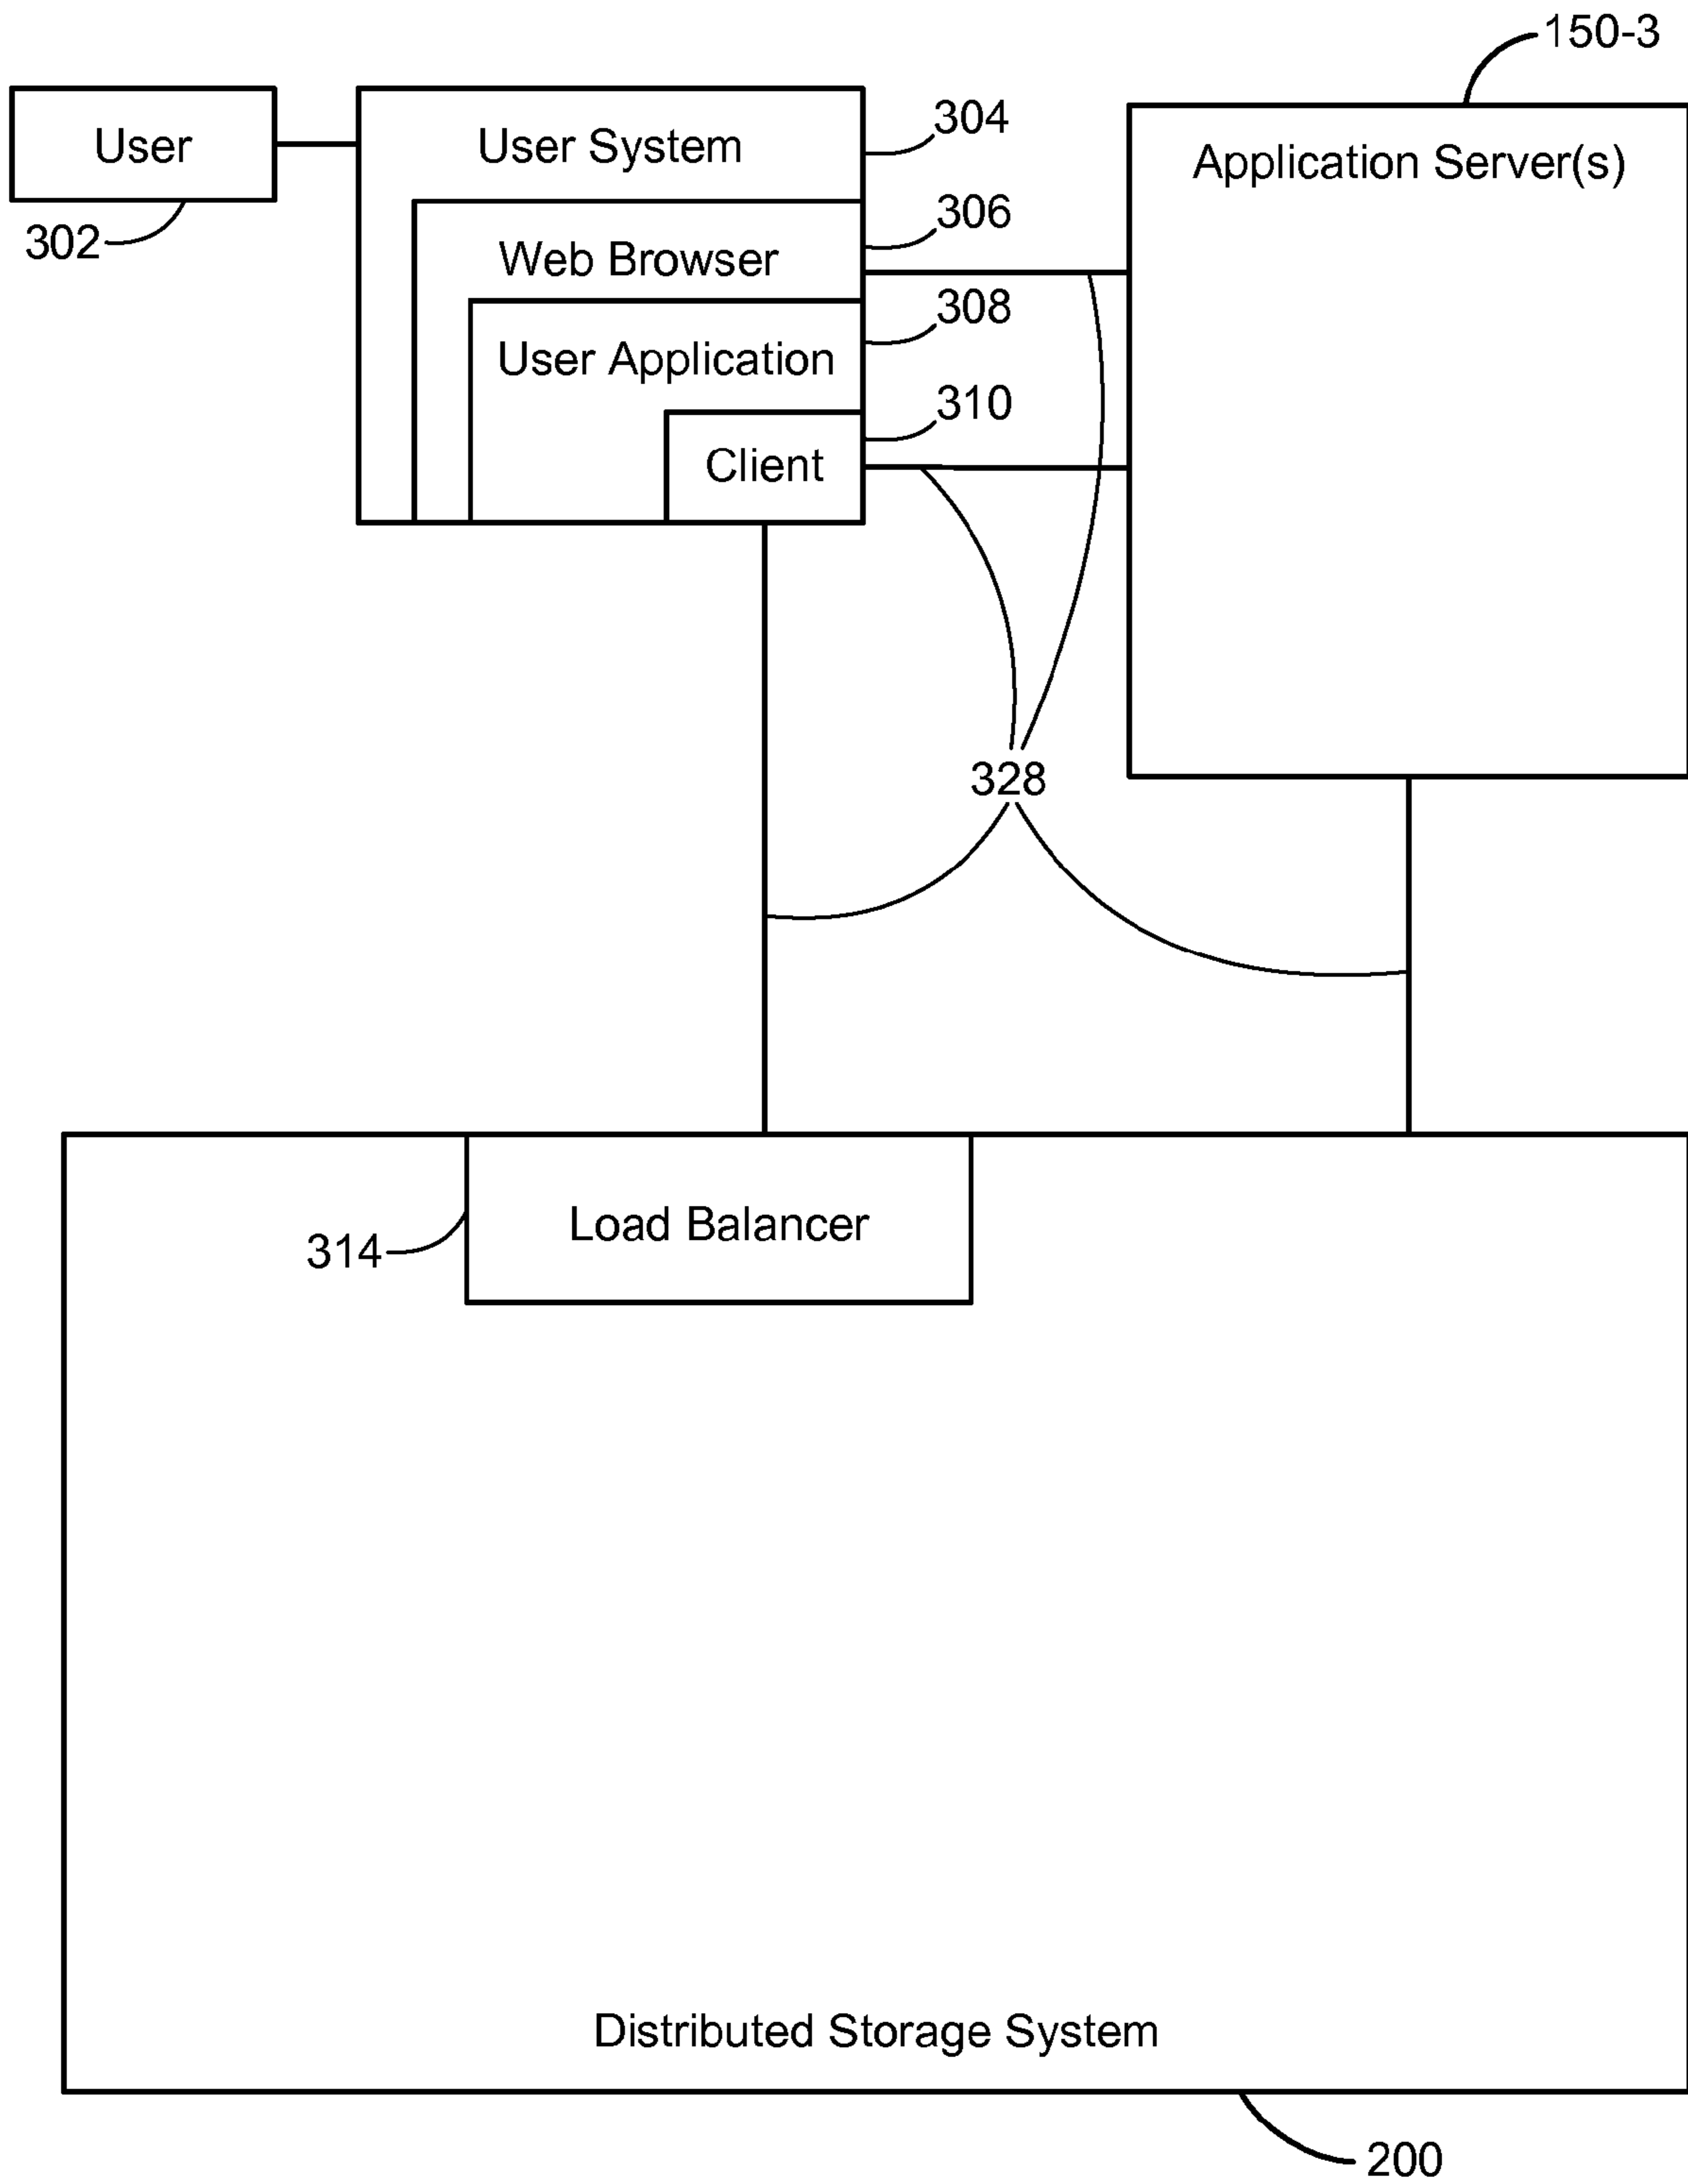 150-3
User
User System
304
Application Server(s)
302
306
Web Browser
308
User Application
310
Client
328
Load Balancer
314
Distributed Storage System
200